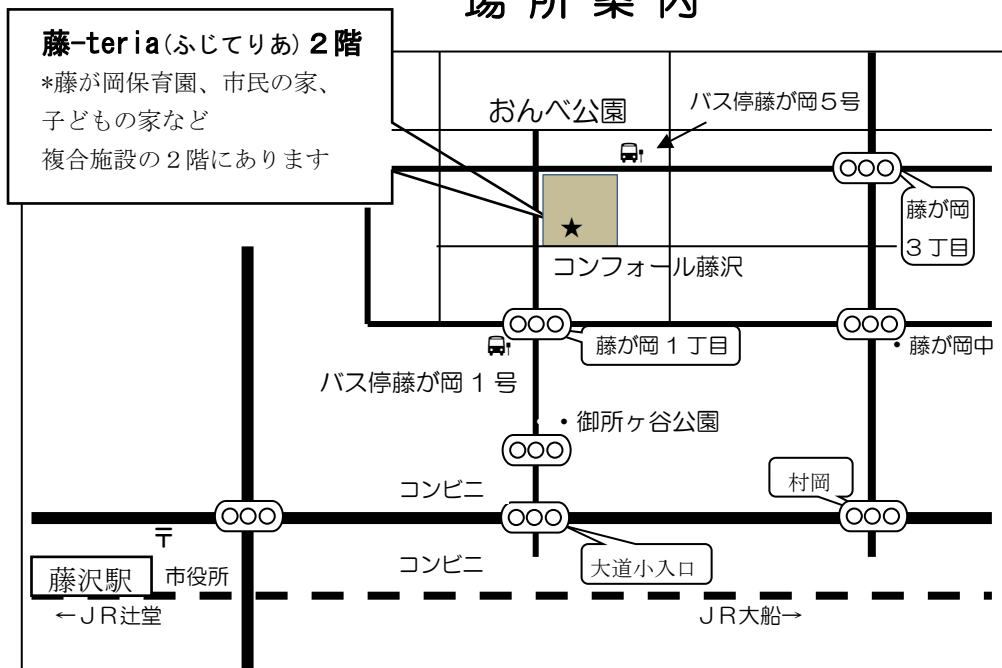 場所案内
藤-teria(ふじてりあ)２階
*藤が岡保育園、市民の家、
子どもの家など
複合施設の２階にあります
おんべ公園
バス停藤が岡５号
藤が岡
３丁目
コンフォール藤沢
藤が岡１丁目
・藤が岡中
バス停藤が岡 1 号
・御所ヶ谷公園
コンビニ
村岡
〒
コンビニ
大道小入口
藤沢駅
市役所
←ＪＲ辻堂
ＪＲ大船→